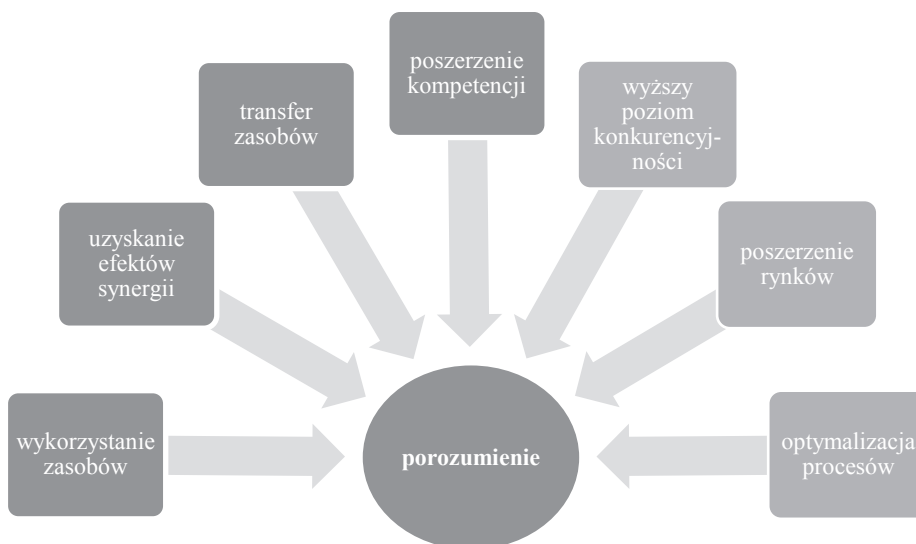 poszerzenie
kompetencji
transfer
zasobów
wyższy
poziom
konkurencyj-
ności
uzyskanie
efektów
synergii
poszerzenie
rynków
wykorzystanie
zasobów
porozumienie
optymalizacja
procesów